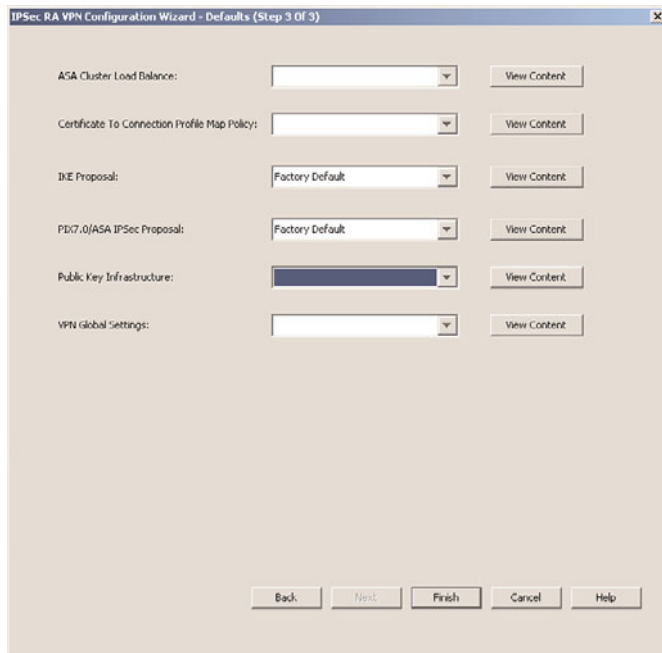 IPSec RA VPN Configuration Wizard - Defaults (Step 3 Of 3)
ASA Cluster Load Balance:
View Content
Certificate To Connection Profile Map Policy:
View Content
IKE Proposal:
Factory Default
View Content
PIX7.0/ASA IPSec Proposal:
Factory Default
View Content
Public Key Infrastructure:
View Content
VPN Global Settings:
View Content
Back
Next
Finish
Cancel
Help